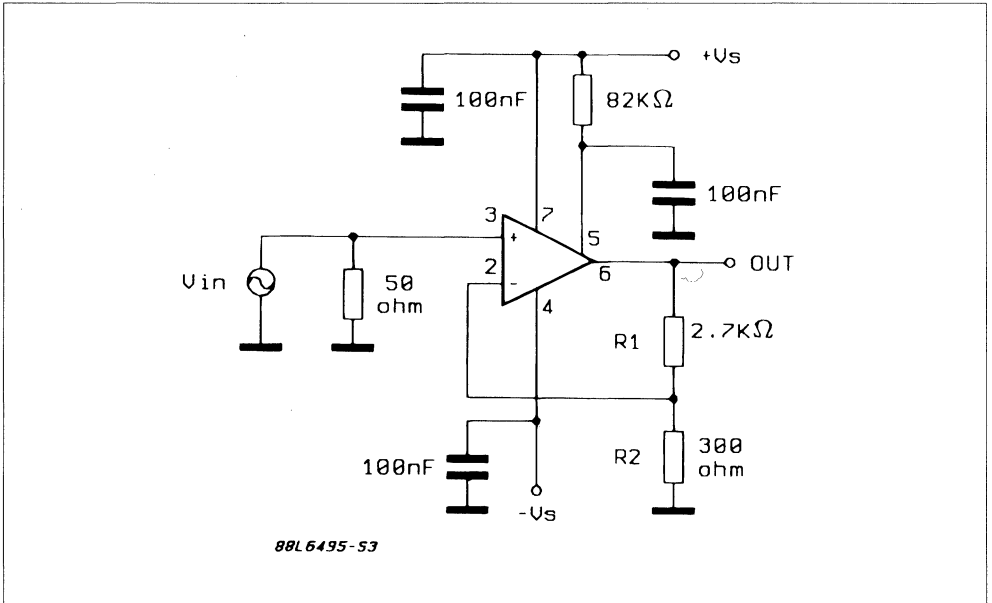 +Vs
100nF
82KΩ
100nF
3
7
+
5
OUT
2
6
Vin
50
ohm
-
4
R1
2.7KΩ
R2
300
ohm
100nF
-Vs
88L6495-S3